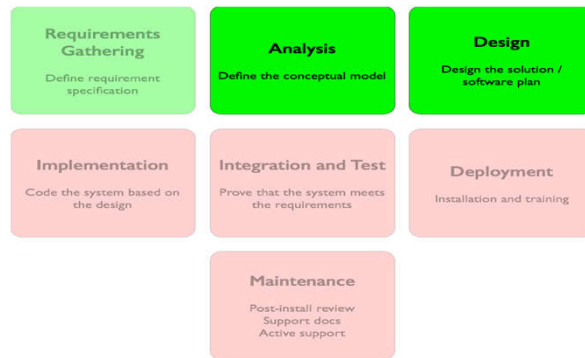 Requirements
Gathering
Define requirement
specification
Analysis
Define the conceptual model
Design
Design the solution /
software plan
Implementation
Code the system based on
the design
Integration and Test
Prove that the system meets
the requirements
Deployment
Installation and training
Maintenance
Post-install review
Support docs
Active support